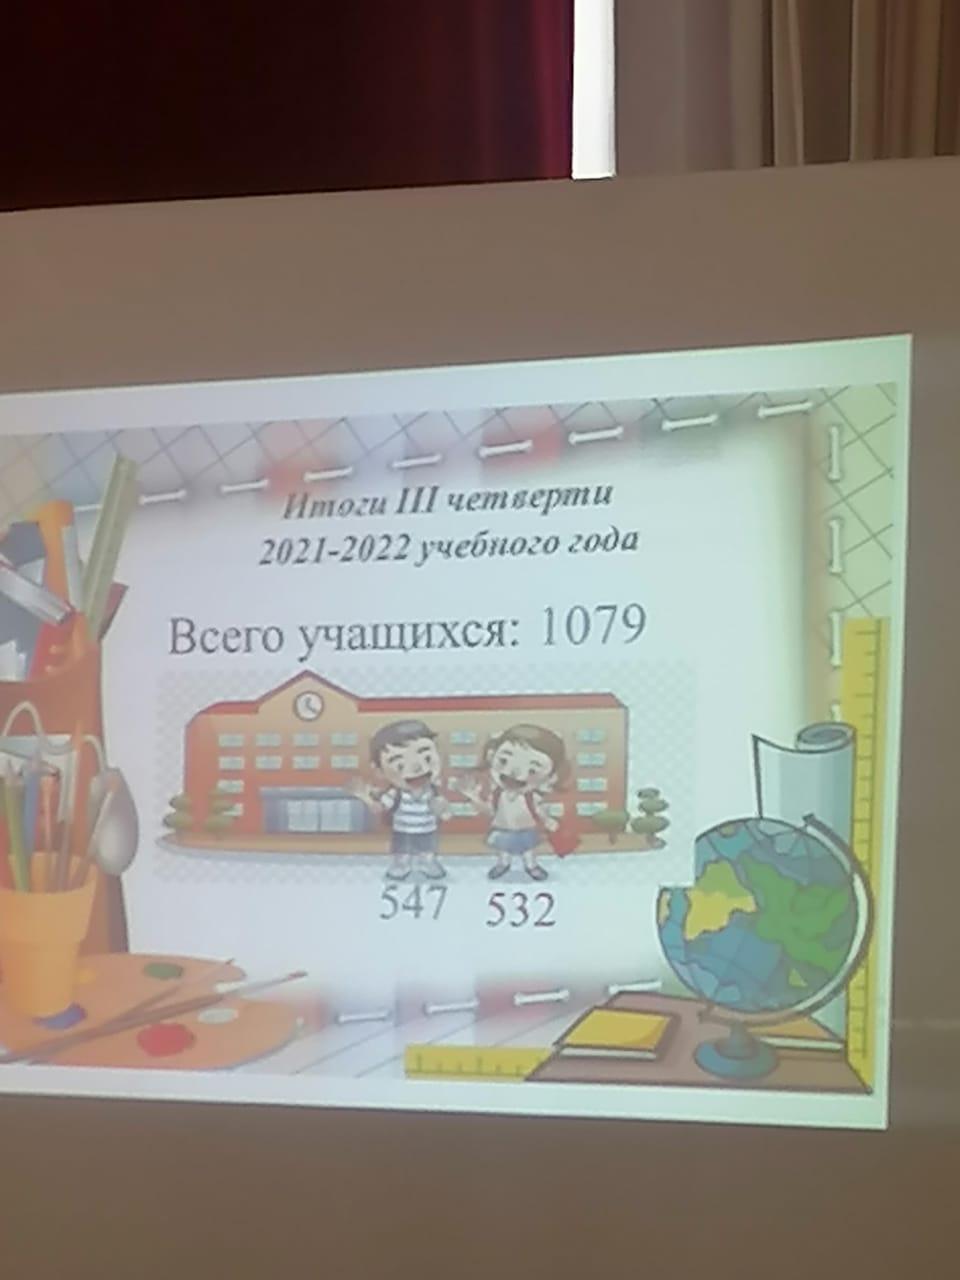 Итоги III четверти
2021-2022 учебного года
Всего учащихся: 1079
547 532